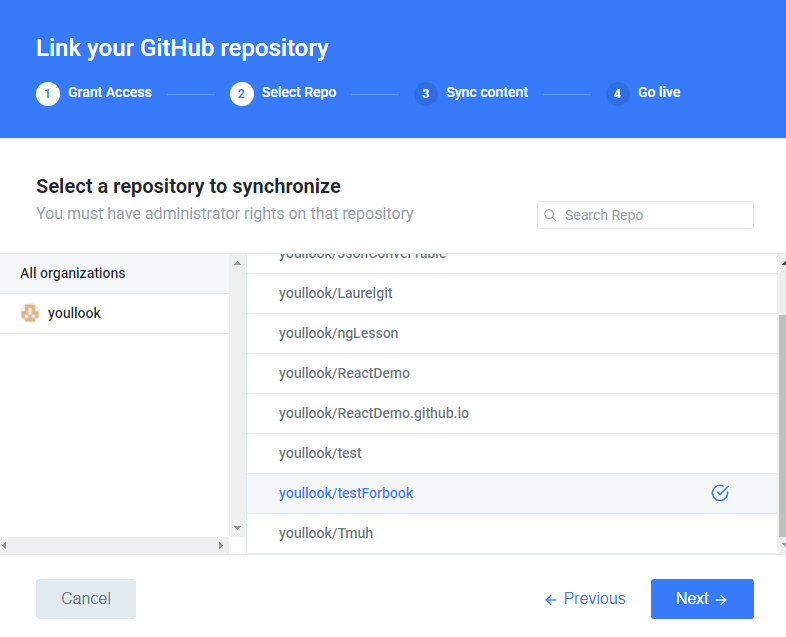 Link your GitHub repository
1 Grant Access 2 Select Repo 3 Sync content 4 Go live
Select a repository to synchronize
You must have administrator rights on that repository
Search Repo
All organizations
youllook
youllook/JsonConverTable
youllook/Laurelgit
youllook/ngLesson
youllook/ReactDemo
youllook/ReactDemo.github.io
youllook/test
youllook/testForbook
youllook/Tmuh
Cancel
Previous
Next